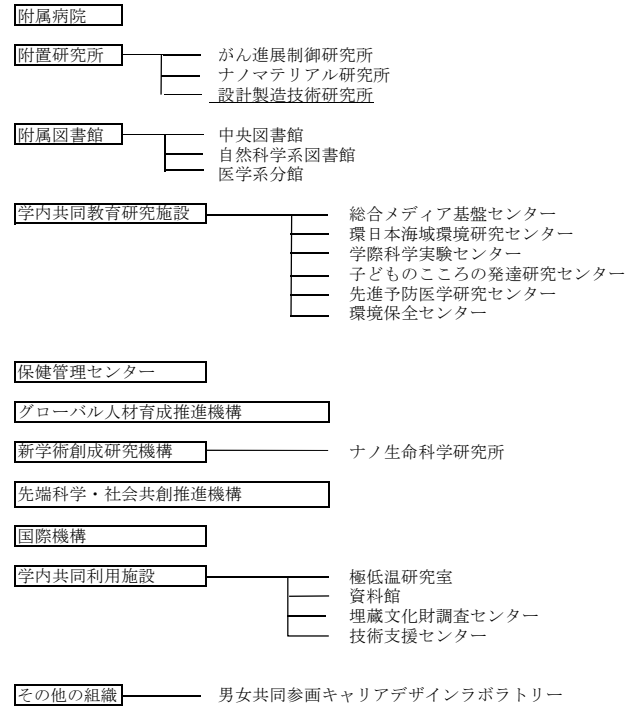 附属病院
附置研究所
がん進展制御研究所
ナノマテリアル研究所
設計製造技術研究所
附属図書館
中央図書館
自然科学系図書館
医学系分館
学内共同教育研究施設
総合メディア基盤センター
環日本海域環境研究センター
学際科学実験センター
子どものこころの発達研究センター
先進予防医学研究センター
環境保全センター
保健管理センター
グローバル人材育成推進機構
新学術創成研究機構
ナノ生命科学研究所
先端科学・社会共創推進機構
国際機構
学内共同利用施設
極低温研究室
資料館
埋蔵文化財調査センター
技術支援センター
その他の組織
男女共同参画キャリアデザインラボラトリー